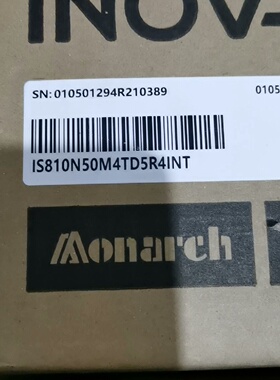 INOV
SN: 010501294R210389
0105
IS810N50M4TD5R4INT
Monarch